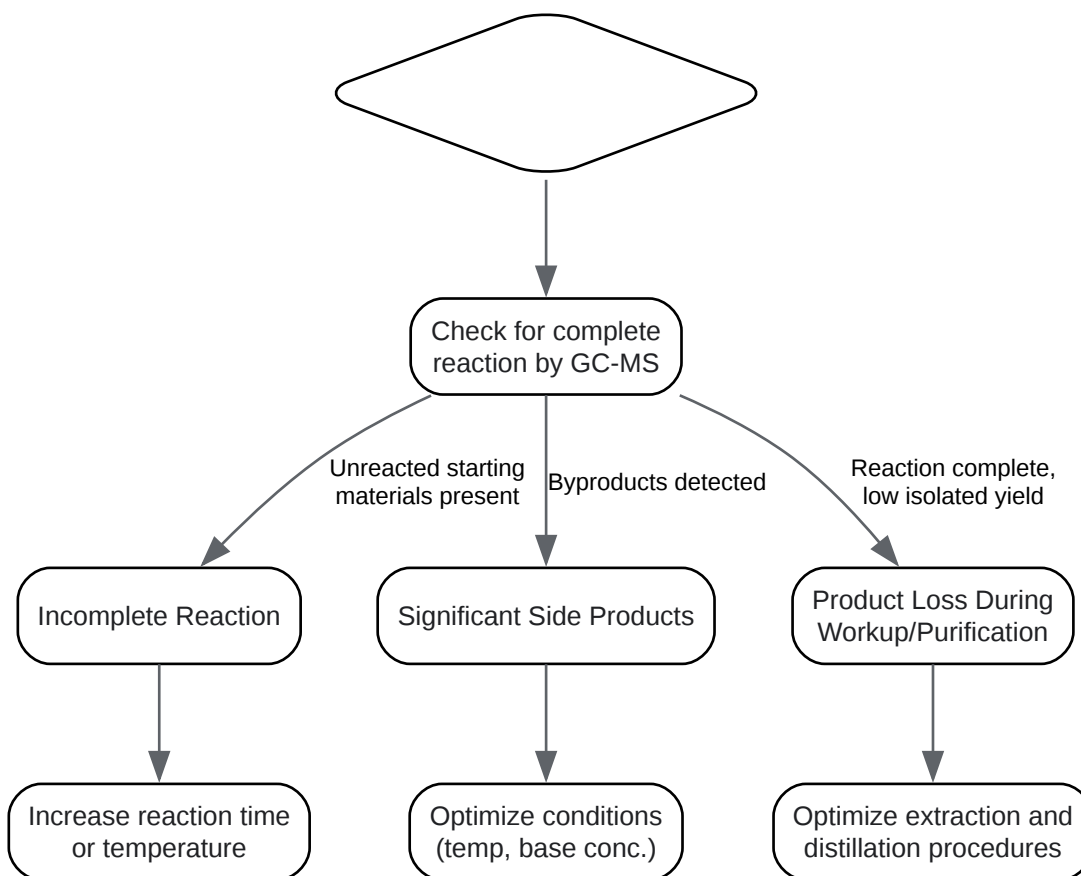 Check for complete
reaction by GC-MS
Unreacted starting
materials present
Byproducts detected
Reaction complete,
low isolated yield
Incomplete Reaction
Significant Side Products
Product Loss During
Workup/Purification
Increase reaction time
or temperature
Optimize conditions
(temp, base conc.)
Optimize extraction and
distillation procedures